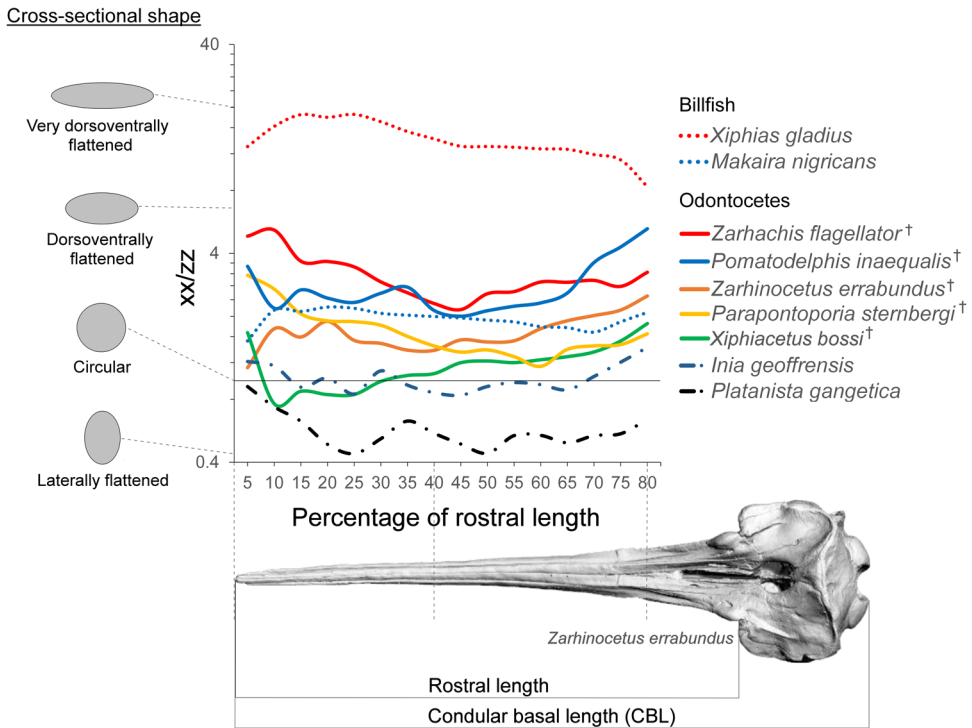 Cross-sectional shape
40
4
0.4
xx/zz
Very dorsoventrally
flattened
Dorsoventrally
flattened
Circular
Laterally flattened
5 10 15 20 25 30 35 40 45 50 55 60 65 70 75 80
Percentage of rostral length
Billfish
Xiphias gladius
Makaira nigricans
Odontocetes
Zarhachis flagellator†
Pomatodelphis inaequalis†
Zarhinocetus errabundus†
Parapontoporia sternbergi†
Xiphiacetus bossi†
Inia geoffrensis
Platanista gangetica
Zarhinocetus errabundus
Rostral length
Condular basal length (CBL)